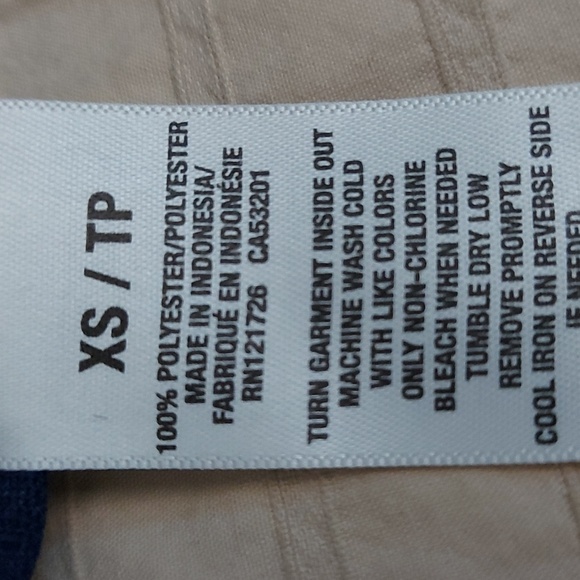 XS / TP
100% POLYESTER/POLYESTER
MADE IN INDONESIA/
FABRIQUÉ EN INDONÉSIE
RN121726 CA53201
TURN GARMENT INSIDE OUT
MACHINE WASH COLD
WITH LIKE COLORS
ONLY NON-CHLORINE
BLEACH WHEN NEEDED
TUMBLE DRY LOW
REMOVE PROMPTLY
COOL IRON ON REVERSE SIDE
IF NEEDED